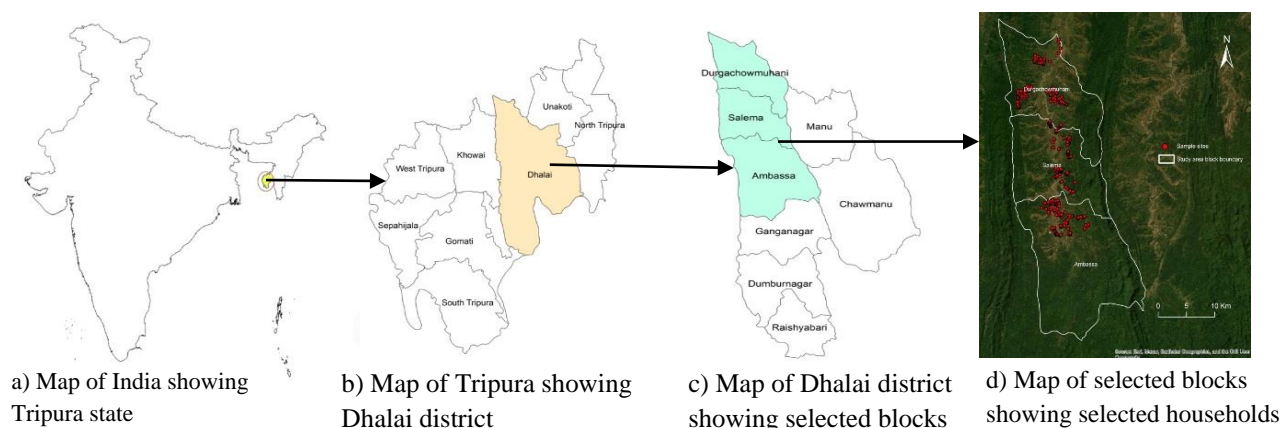 Unakoti
North Tripura
Khowai
West Tripura
Dhalai
Sepahijala
Gomati
South Tripura
Durgachowmuhani
Salema
Manu
Ambassa
Chawmanu
Ganganagar
Dumburnagar
Raishyabari
N
Durgachowmuhani
Sample sites
Study area block boundary
Salema
Ambassa
0 5 10 Km
a) Map of India showing
Tripura state
b) Map of Tripura showing
Dhalai district
c) Map of Dhalai district
showing selected blocks
d) Map of selected blocks
showing selected households